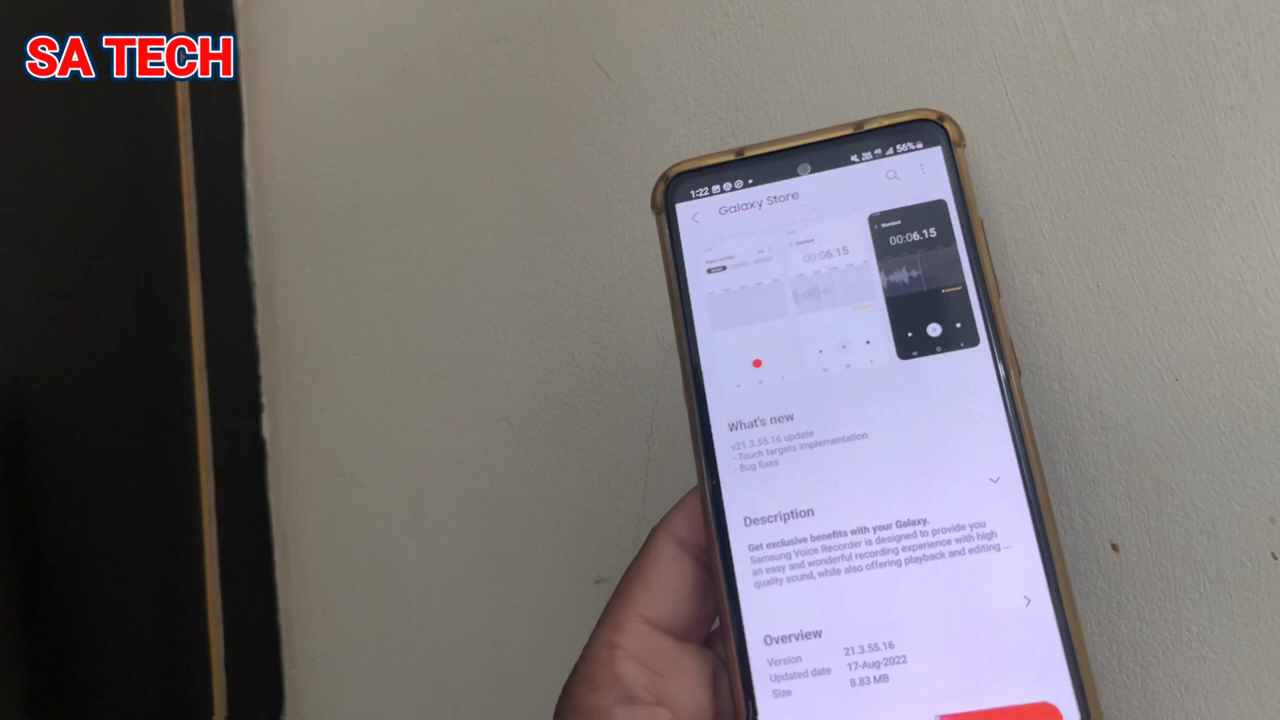 SA TECH
1:22
56%
Galaxy Store
Standard
00:06.15
Standard
00:06.15
What's new
v21.3.55.16 update
- Touch targets implementation
- Bug fixes
Description
Get exclusive benefits with your Galaxy.
Samsung Voice Recorder is designed to provide you
an easy and wonderful recording experience with high
quality sound, while also offering playback and editing ...
Overview
Version 21.3.55.16
Updated date 17-Aug-2022
Size 8.83 MB